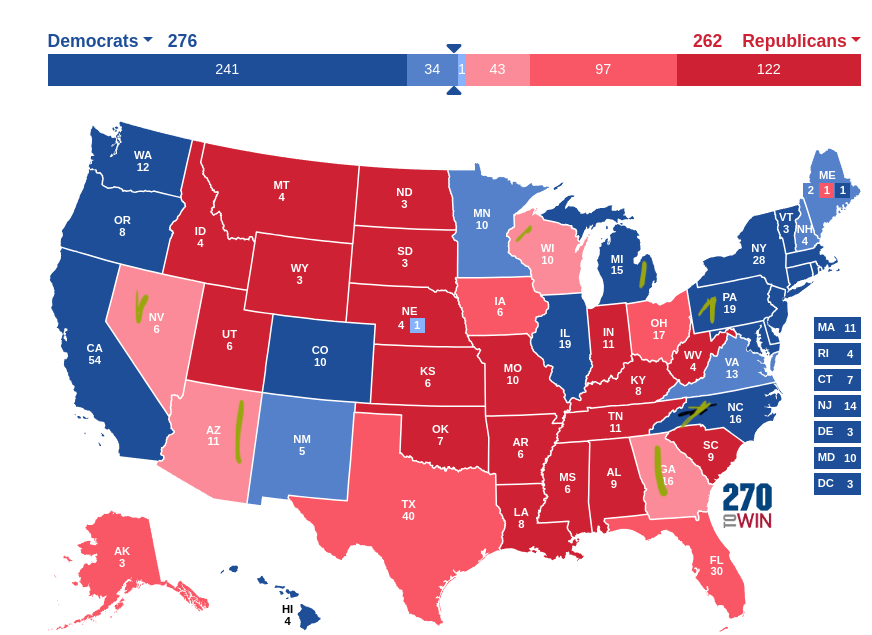 Democrats 276
262 Republicans
241 34 1 43 97 122
WA
12
OR
8
CA
54
NV
6
ID
4
MT
4
WY
3
UT
6
AZ
11
CO
10
NM
5
ND
3
SD
3
NE
4 1
KS
6
OK
7
TX
40
MN
10
IA
6
MO
10
AR
6
LA
8
WI
10
IL
19
MI
15
IN
11
OH
17
KY
8
TN
11
MS
6
AL
9
GA
16
FL
30
SC
9
NC
16
VA
13
WV
4
PA
19
NY
28
VT
3
NH
4
ME
2 1 1
MA 11
RI 4
CT 7
NJ 14
DE 3
MD 10
DC 3
AK
3
HI
4
270
TO WIN